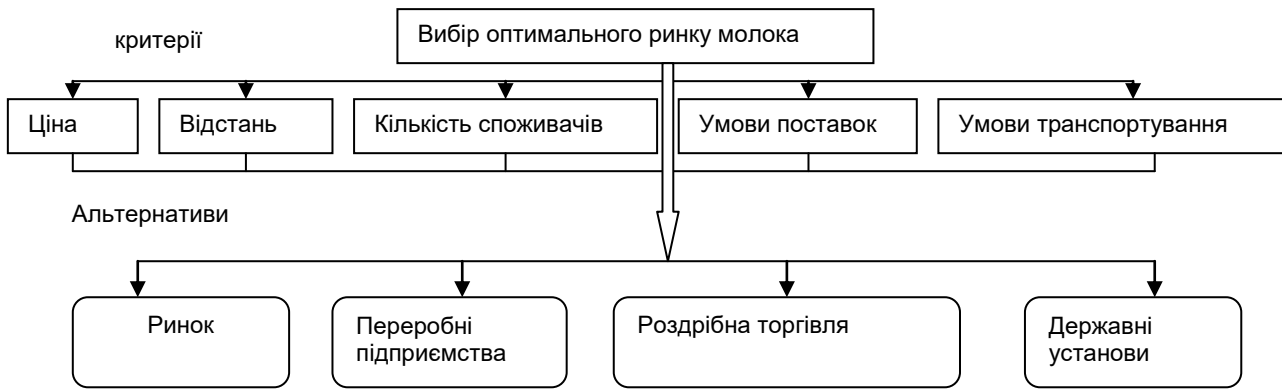 критерії
Вибір оптимального ринку молока
Ціна
Відстань
Кількість споживачів
Умови поставок
Умови транспортування
Альтернативи
Ринок
Переробні
підприємства
Роздрібна торгівля
Державні
установи